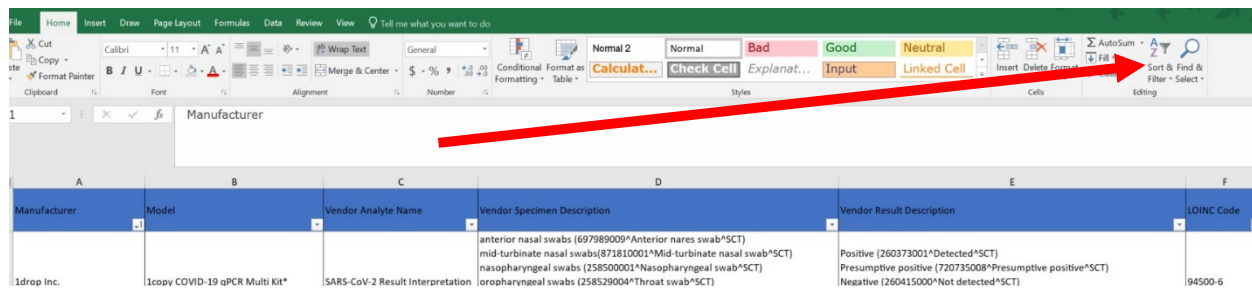 File Home Insert Draw Page Layout Formulas Data Review View Tell me what you want to do
Cut
Copy
Format Painter
Clipboard
Calibri 11 A A
B I U A
Font
Wrap Text
Merge & Center
Alignment
General
$ % 9 .00
Number
Conditional Formatting
Format as Table
Normal 2 Normal Bad Good Neutral
Calculat... Check Cell Explanat... Input Linked Cell
Styles
Insert Delete Format
Cells
AutoSum
Fill
Sort & Filter
Find & Select
Editing
1 fx Manufacturer
A B C D E F
Manufacturer Model Vendor Analyte Name Vendor Specimen Description Vendor Result Description LOINC Code
anterior nasal swabs (697989009^Anterior nares swab^SCT)
mid-turbinate nasal swabs(871810001^Mid-turbinate nasal swab^SCT) Positive (260373001^Detected^SCT)
nasopharyngeal swabs (258500001^Nasopharyngeal swab^SCT) Presumptive positive (720735008^Presumptive positive^SCT)
1drop Inc. 1copy COVID-19 qPCR Multi Kit* SARS-CoV-2 Result Interpretation oropharyngeal swabs (258529004^Throat swab^SCT) Negative (260415000^Not detected^SCT) 94500-6